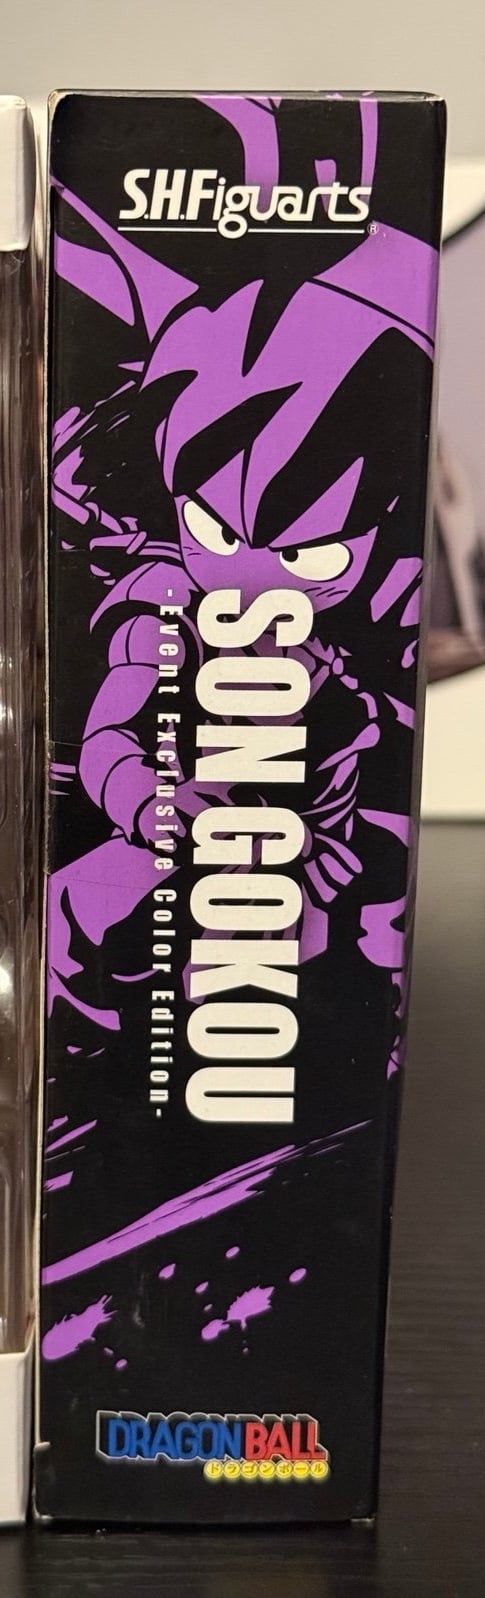 S.H.Figuarts®
SON GOKOU
-Event Exclusive Color Edition-
DRAGON BALL
ドラゴンボール